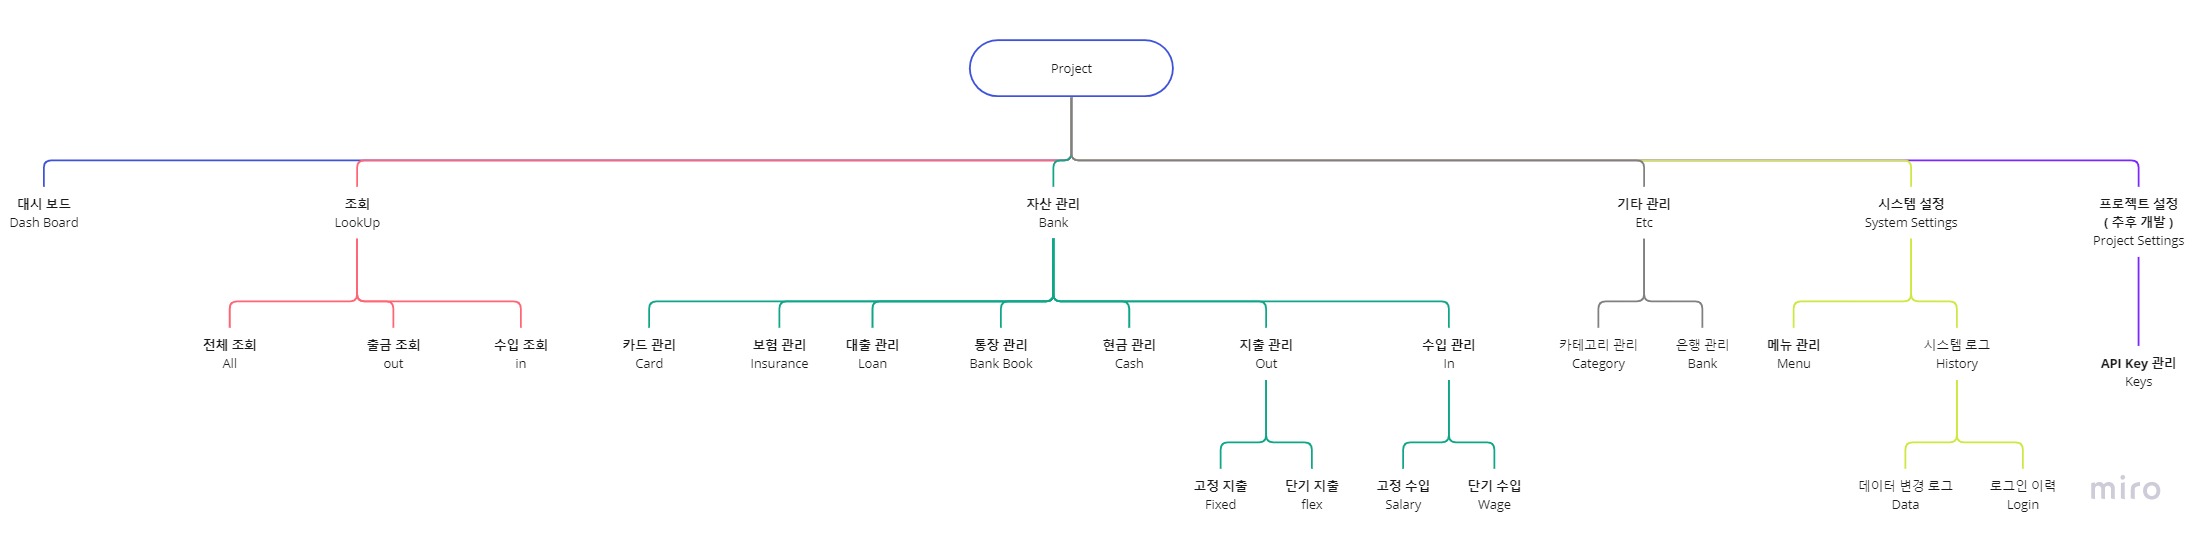 Project
대시 보드
Dash Board
조회
LookUp
자산 관리
Bank
기타 관리
Etc
시스템 설정
System Settings
프로젝트 설정
( 추후 개발 )
Project Settings
전체 조회
All
출금 조회
out
수입 조회
in
카드 관리
Card
보험 관리
Insurance
대출 관리
Loan
통장 관리
Bank Book
현금 관리
Cash
지출 관리
Out
수입 관리
In
카테고리 관리
Category
은행 관리
Bank
메뉴 관리
Menu
시스템 로그
History
API Key 관리
Keys
고정 지출
Fixed
단기 지출
flex
고정 수입
Salary
단기 수입
Wage
데이터 변경 로그
Data
로그인 이력
Login
miro